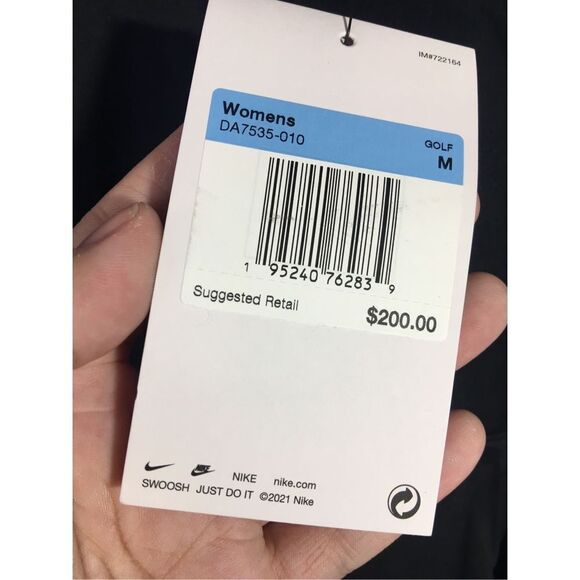 IM#722164
Womens
DA7535-010
GOLF
M
1 95240 76283 9
Suggested Retail
$200.00
NIKE nike.com
SWOOSH JUST DO IT ©2021 Nike